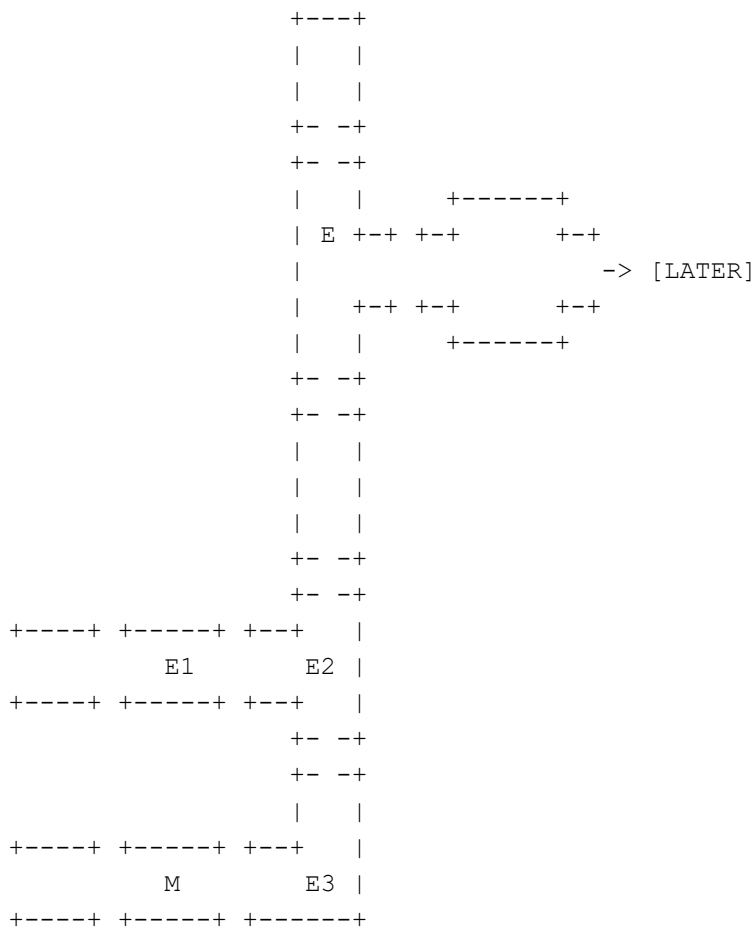 +---+
|   |
|   |
+- -+
+- -+
|   |     +------+
| E +-+ +-+      +-+
|                   -> [LATER]
|   +-+ +-+      +-+
|   |     +------+
+- -+
+- -+
|   |
|   |
|   |
+- -+
+- -+
+----+ +-----+ +---+   |
E1 E2 |
+----+ +-----+ +---+   |
+- -+
+- -+
|   |
+----+ +-----+ +---+   |
M E3 |
+----+ +-----+ +------+